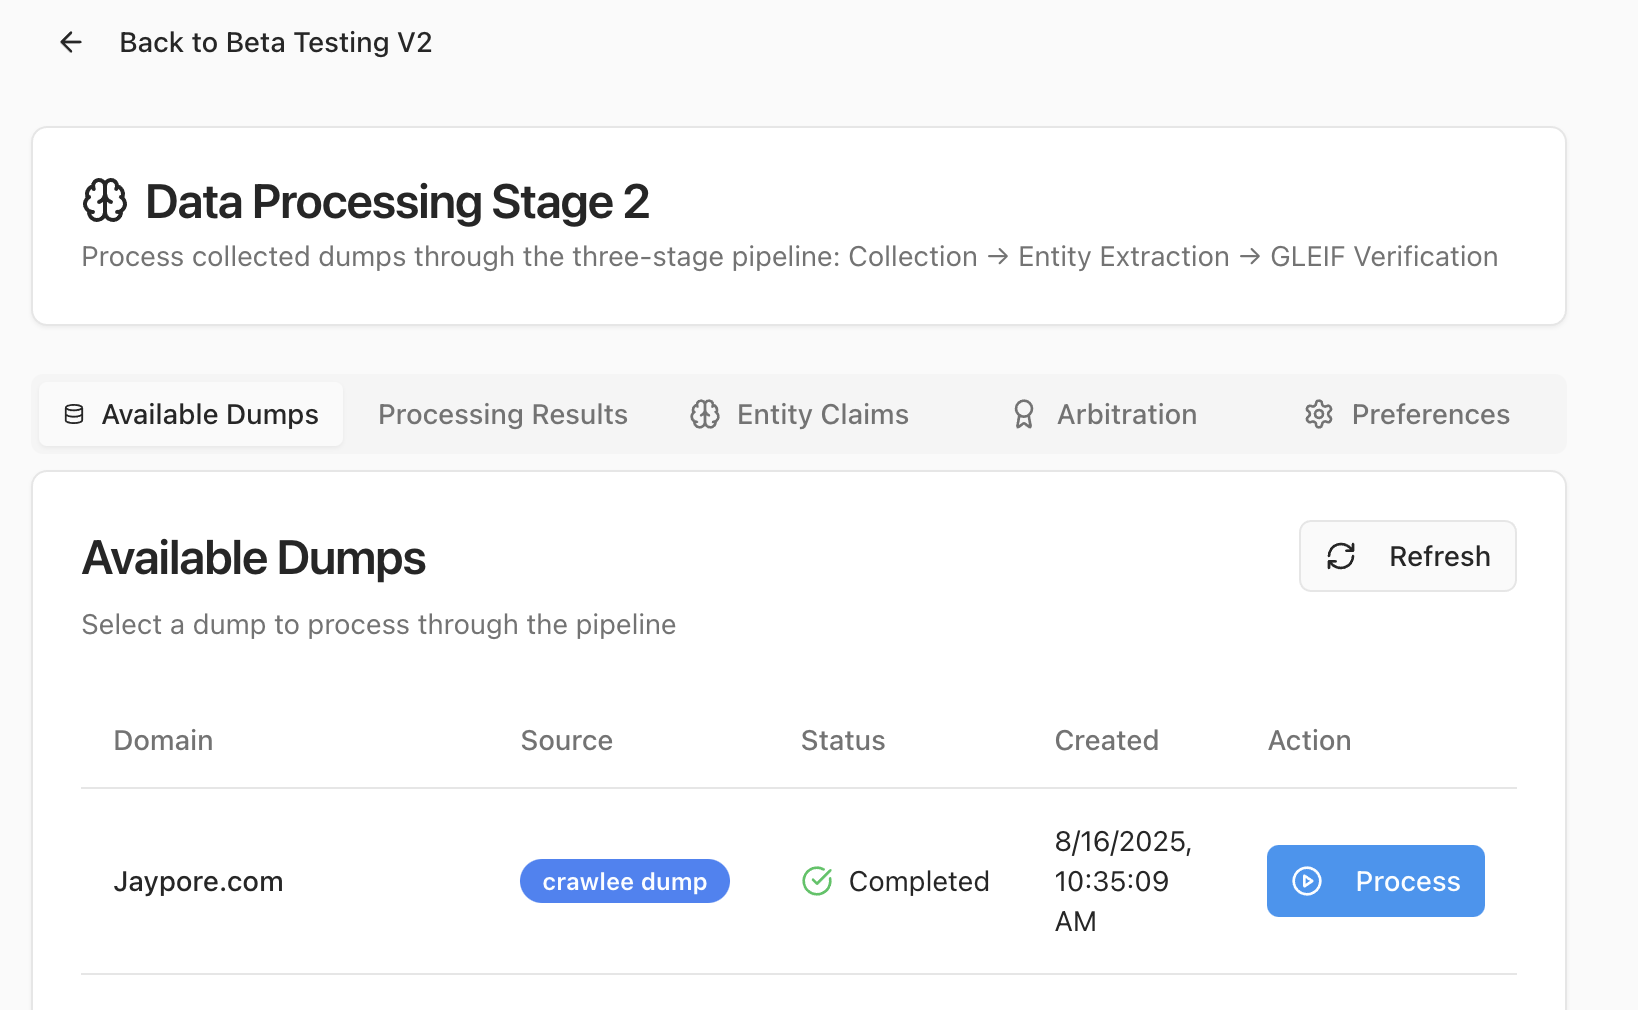 Back to Beta Testing V2
Data Processing Stage 2
Process collected dumps through the three-stage pipeline: Collection → Entity Extraction → GLEIF Verification
Available Dumps
Processing Results
Entity Claims
Arbitration
Preferences
Available Dumps
Refresh
Select a dump to process through the pipeline
Domain
Source
Status
Created
Action
Jaypore.com
crawlee dump
Completed
8/16/2025,
10:35:09
AM
Process